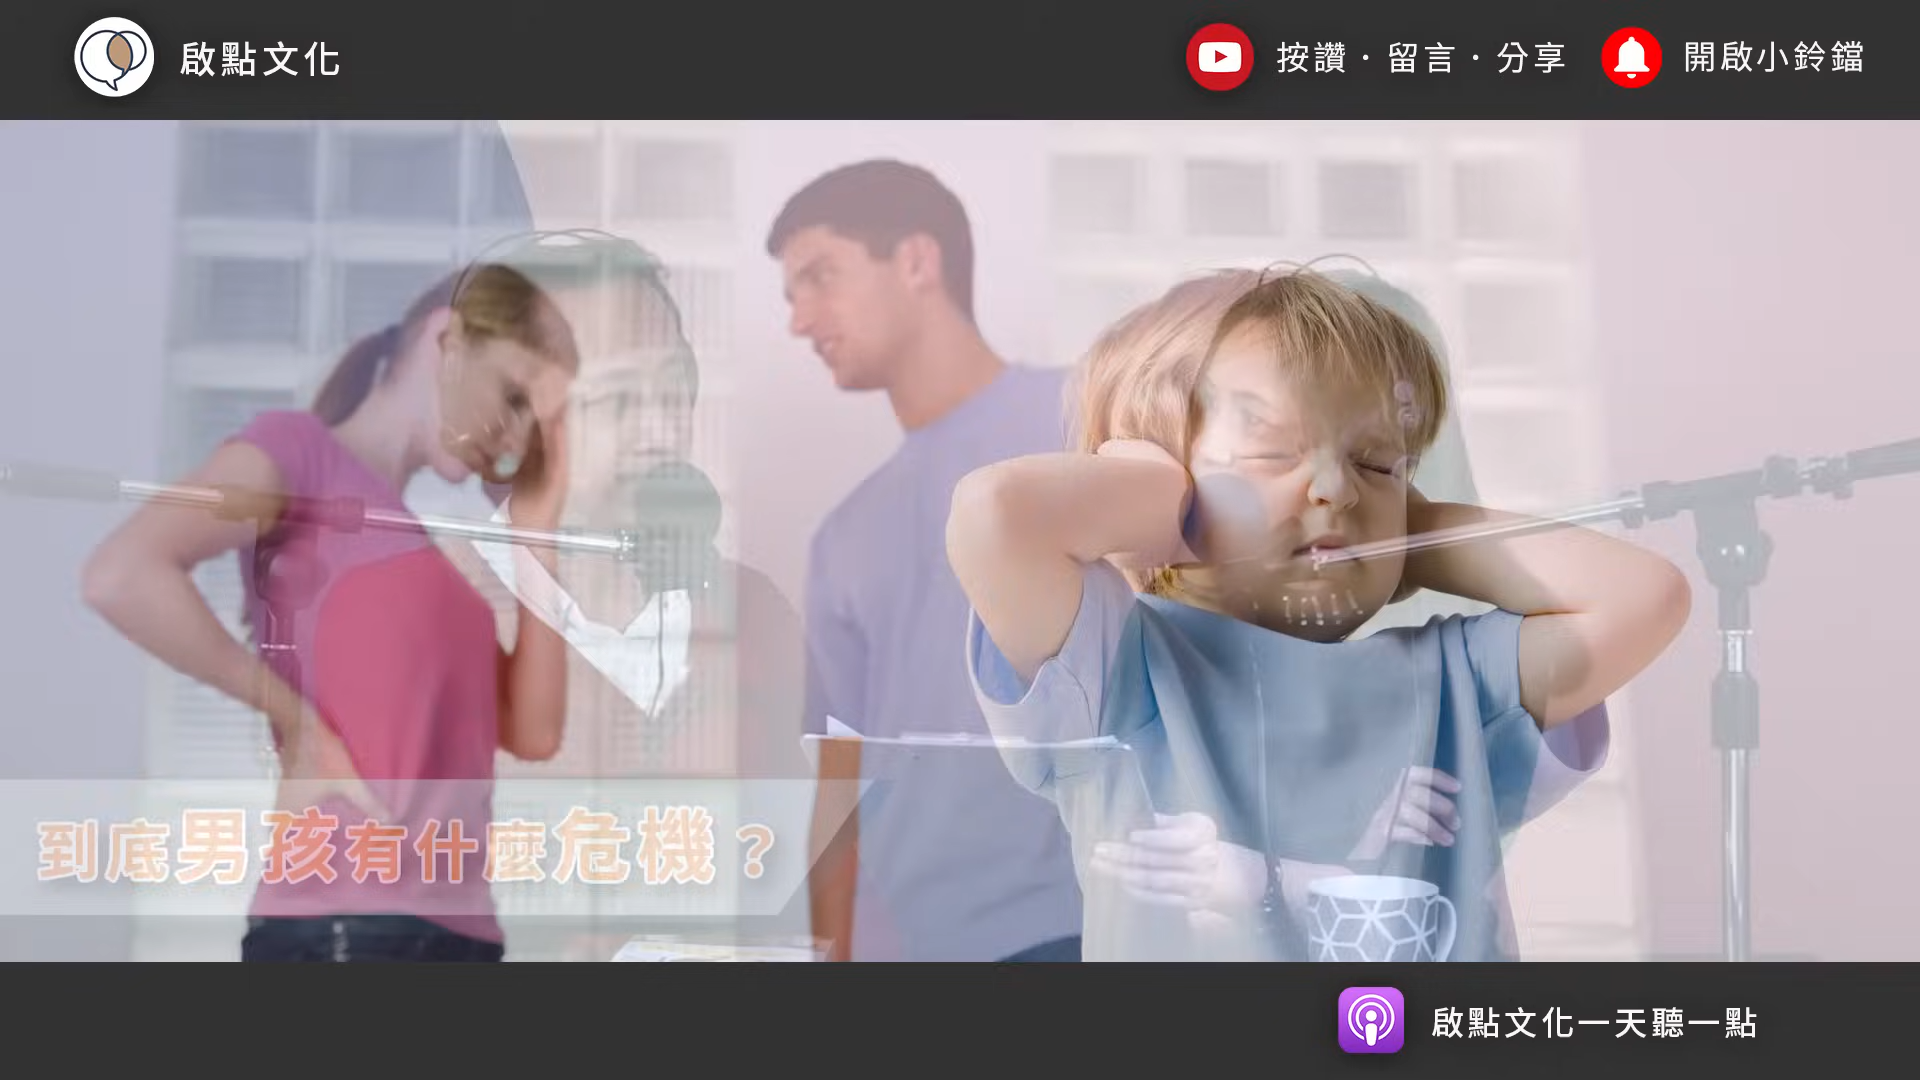 啟點文化
按讚・留言・分享
開啟小鈴鐺
到底男孩有什麼危機？
啟點文化一天聽一點